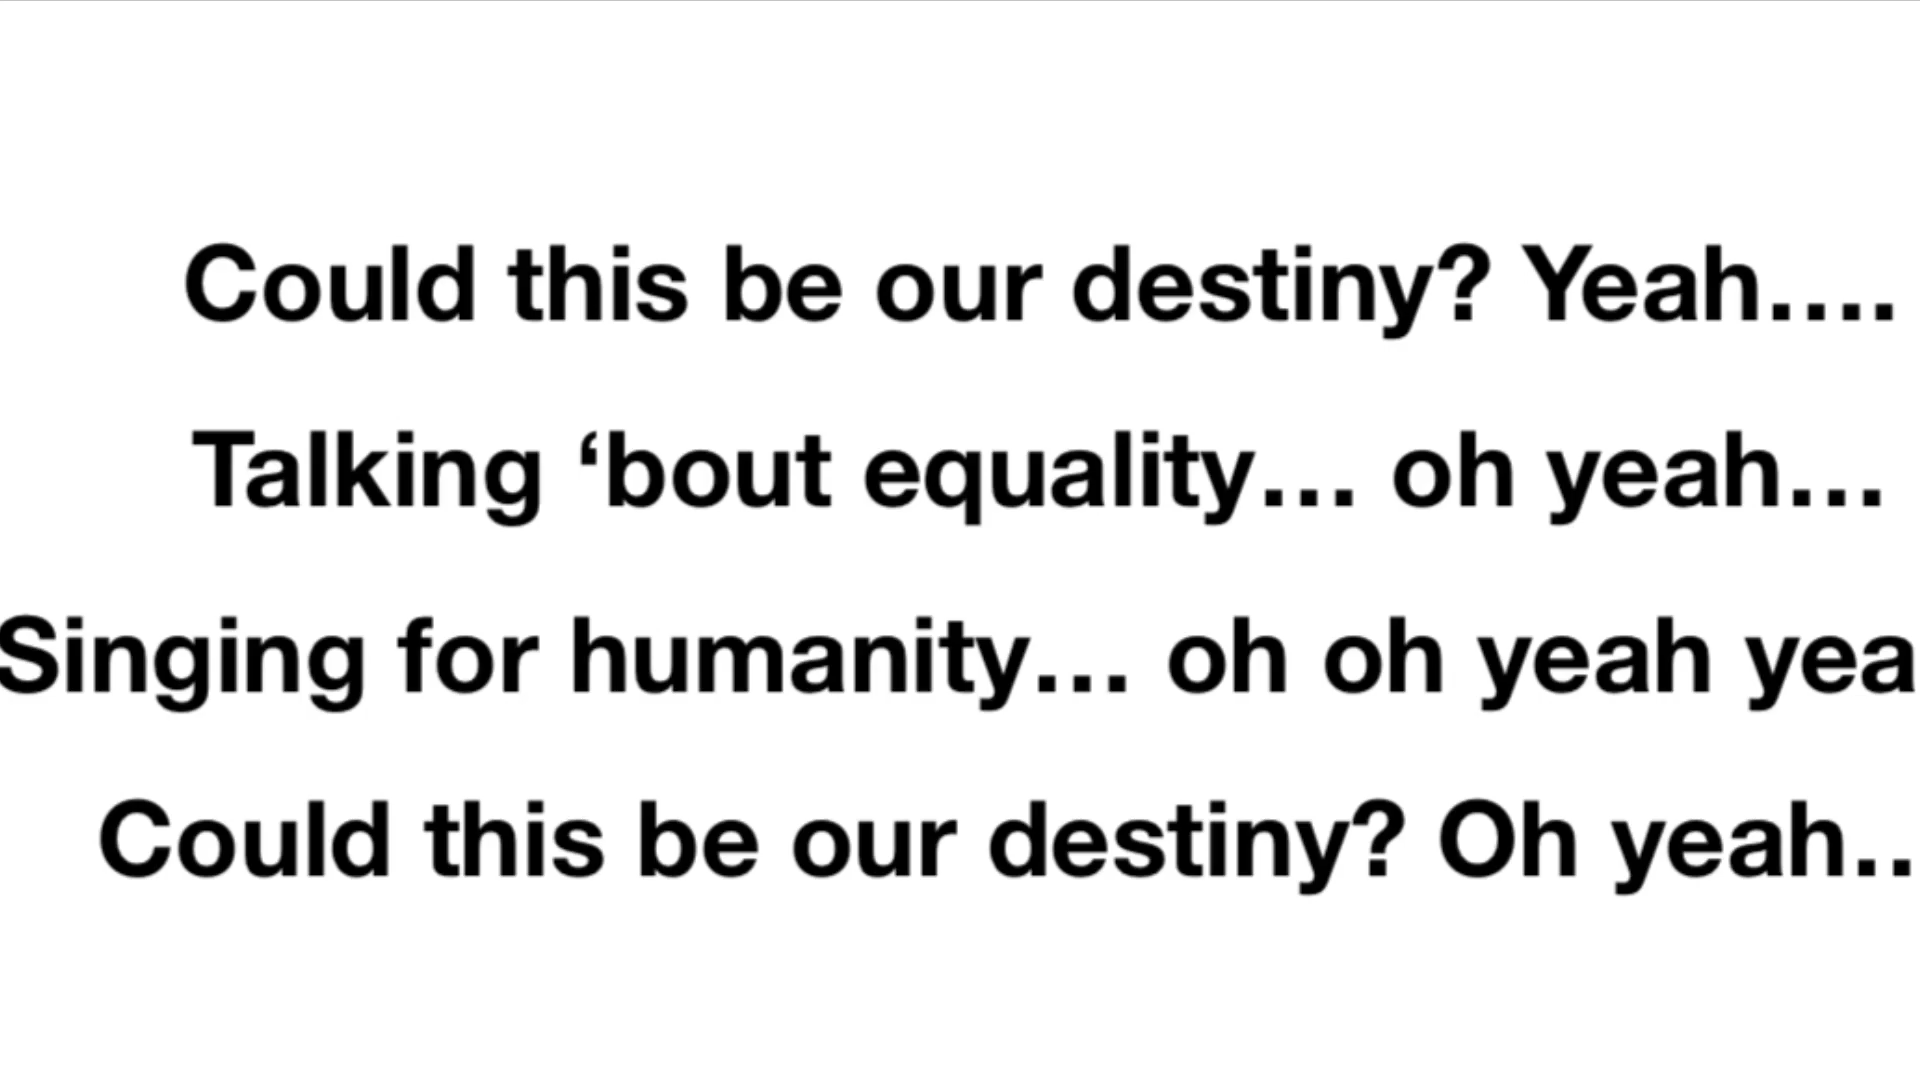 Could this be our destiny? Yeah....
Talking ‘bout equality... oh yeah...
Singing for humanity... oh oh yeah yea
Could this be our destiny? Oh yeah..